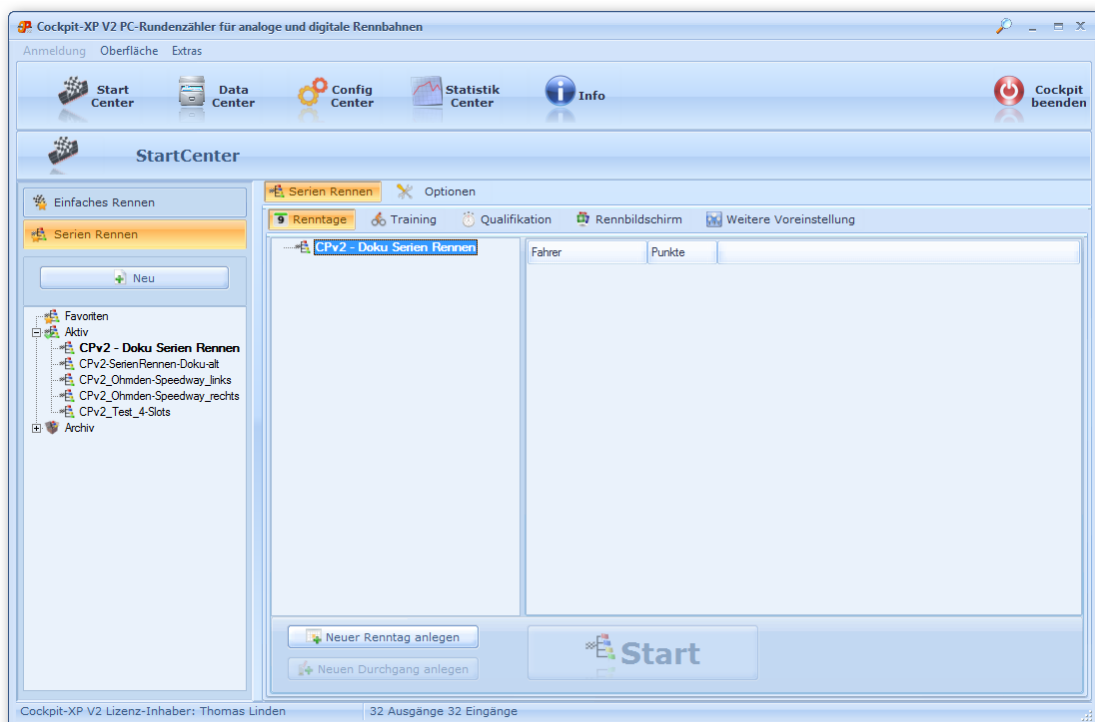 Cockpit-XP V2 PC-Rundenzähler für analoge und digitale Rennbahnen
Anmeldung Oberfläche Extras
Start Center
Data Center
Config Center
Statistik Center
Info
Cockpit beenden
StartCenter
Einfaches Rennen
Serien Rennen
Neu
Favoriten
Aktiv
CPv2 - Doku Serien Rennen
CPv2-SerienRennen-Doku-alt
CPv2_Ohmden-Speedway_links
CPv2_Ohmden-Speedway_rechts
CPv2_Test_4-Slots
Archiv
Serien Rennen Optionen
9 Renntage Training Qualifikation Rennbildschirm Weitere Voreinstellung
CPv2 - Doku Serien Rennen
Fahrer Punkte
Neuer Renntag anlegen
Neuen Durchgang anlegen
Start
Cockpit-XP V2 Lizenz-Inhaber: Thomas Linden 32 Ausgänge 32 Eingänge